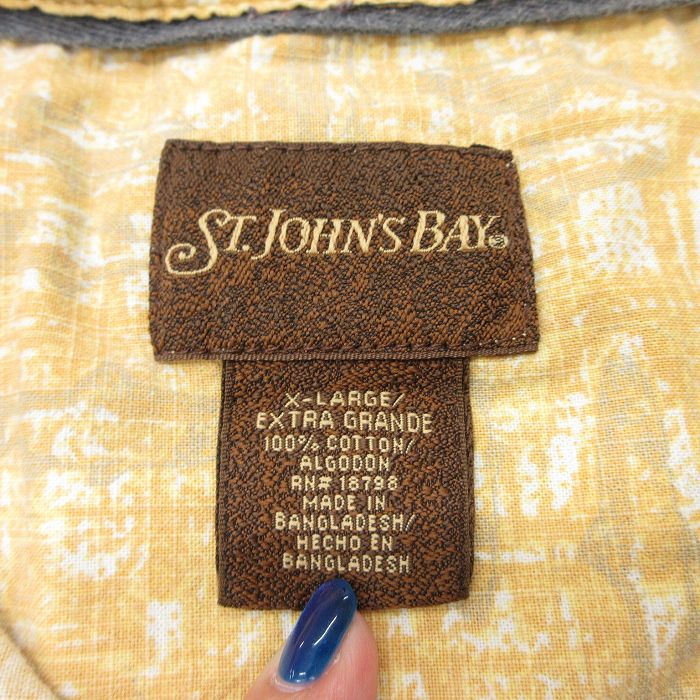 ST. JOHN'S BAY®
X-LARGE/
EXTRA GRANDE
100% COTTON/
ALGODON
RN# 18798
MADE IN
BANGLADESH/
HECHO EN
BANGLADESH